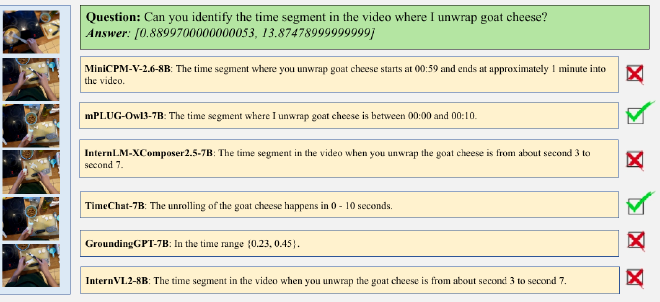 Question: Can you identify the time segment in the video where I unwrap goat cheese?
Answer: [0.8899700000000053, 13.87478999999999]
MiniCPM-V-2.6-8B: The time segment where you unwrap goat cheese starts at 00:59 and ends at approximately 1 minute into
the video.
mPLUG-Owl3-7B: The time segment where I unwrap goat cheese is between 00:00 and 00:10.
InternLM-XComposer2.5-7B: The time segment in the video when you unwrap the goat cheese is from about second 3 to
second 7.
TimeChat-7B: The unrolling of the goat cheese happens in 0 - 10 seconds.
GroundingGPT-7B: In the time range {0.23, 0.45}.
InternVL2-8B: The time segment in the video when you unwrap the goat cheese is from about second 3 to second 7.